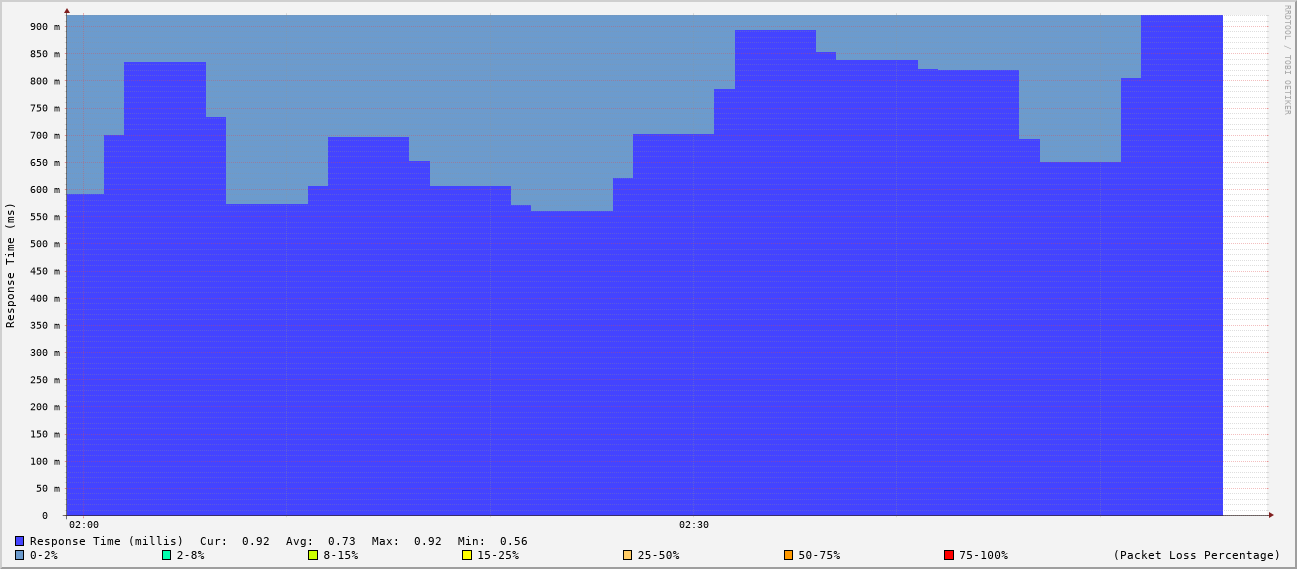 RRDTOOL / TOBI OETIKER
Response Time (ms)
900 m
850 m
800 m
750 m
700 m
650 m
600 m
550 m
500 m
450 m
400 m
350 m
300 m
250 m
200 m
150 m
100 m
50 m
0
02:00 02:30
Response Time (millis) Cur: 0.92 Avg: 0.73 Max: 0.92 Min: 0.56
0-2% 2-8% 8-15% 15-25% 25-50% 50-75% 75-100% (Packet Loss Percentage)